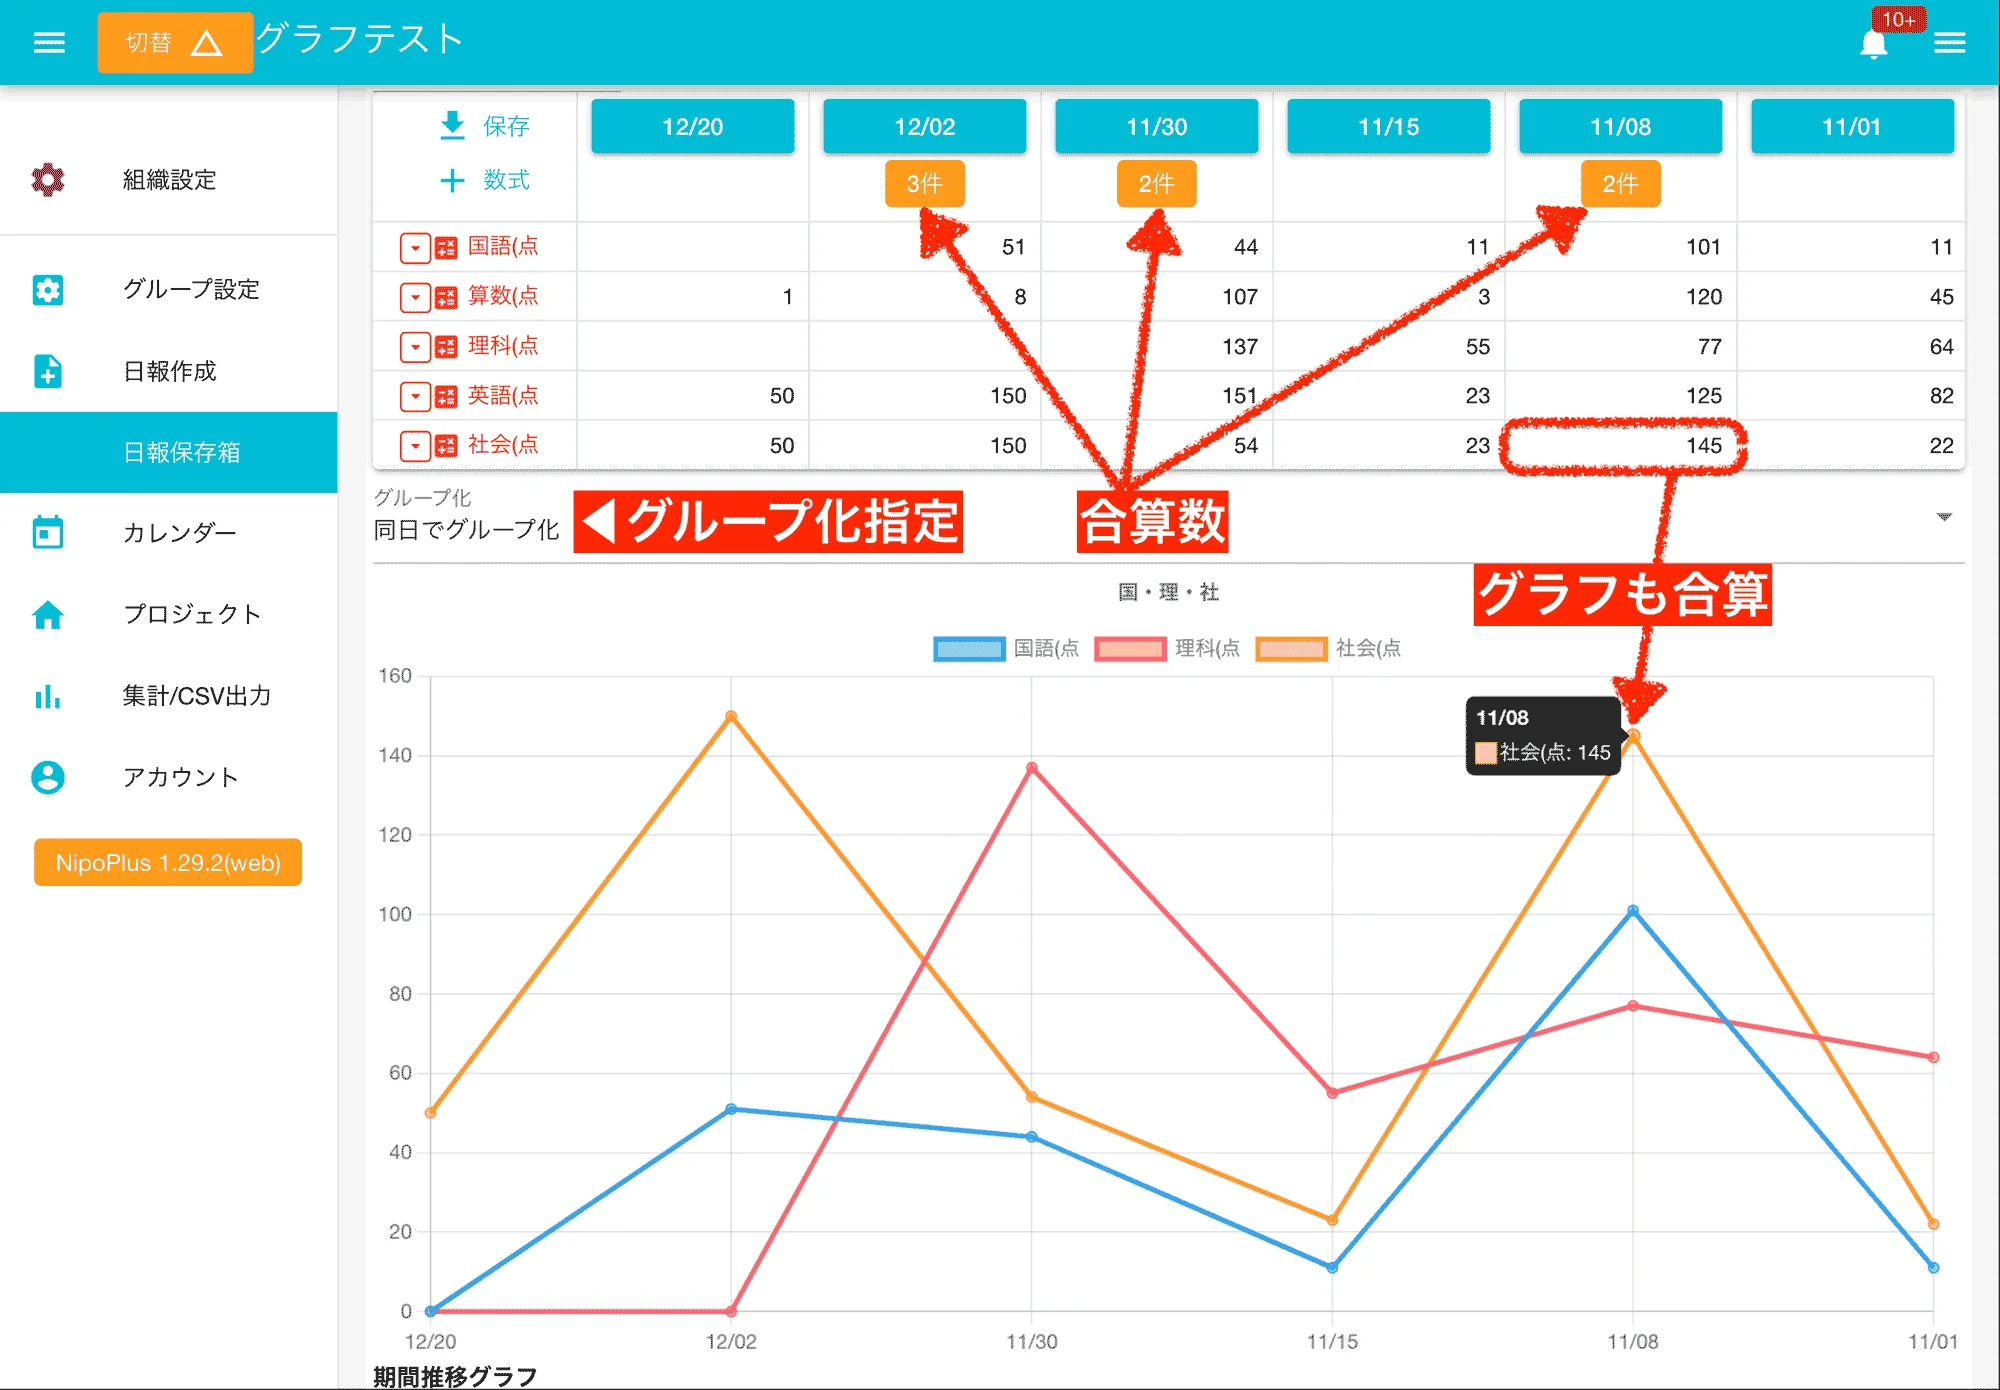 切替 グラフテスト 10+
組織設定
グループ設定
日報作成
日報保存箱
カレンダー
プロジェクト
集計/CSV出力
アカウント
NipoPlus 1.29.2(web)
保存 12/20 12/02 11/30 11/15 11/08 11/01
数式 3件 2件 2件
国語(点 51 44 11 101 11
算数(点 1 8 107 3 120 45
理科(点 137 55 77 64
英語(点 50 150 151 23 125 82
社会(点 50 150 54 23 145 22
グループ化
同日でグループ化
◀グループ化指定
合算数
グラフも合算
国・理・社
国語(点 理科(点 社会(点
160
140
120
100
80
60
40
20
0
11/08
社会(点: 145
12/20 12/02 11/30 11/15 11/08 11/01
期間推移グラフ